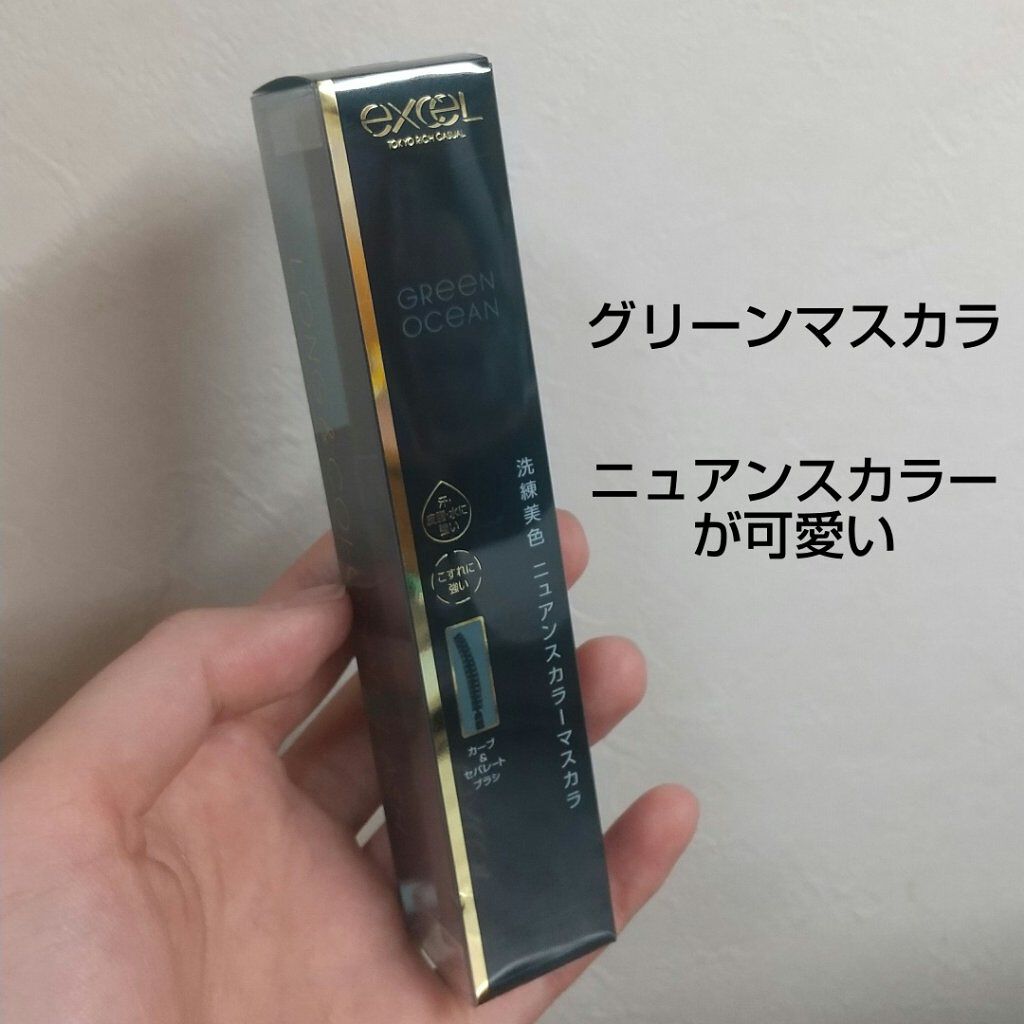 excel
TOKYO RICH CASUAL
GReeN
OCeAN
洗練美色 ニュアンスカラーマスカラ
汗・
皮脂・水に
強い
こすれに
強い
カーブ
&
セパレート
ブラシ
LONG & COL
グリーンマスカラ
ニュアンスカラー
が可愛い